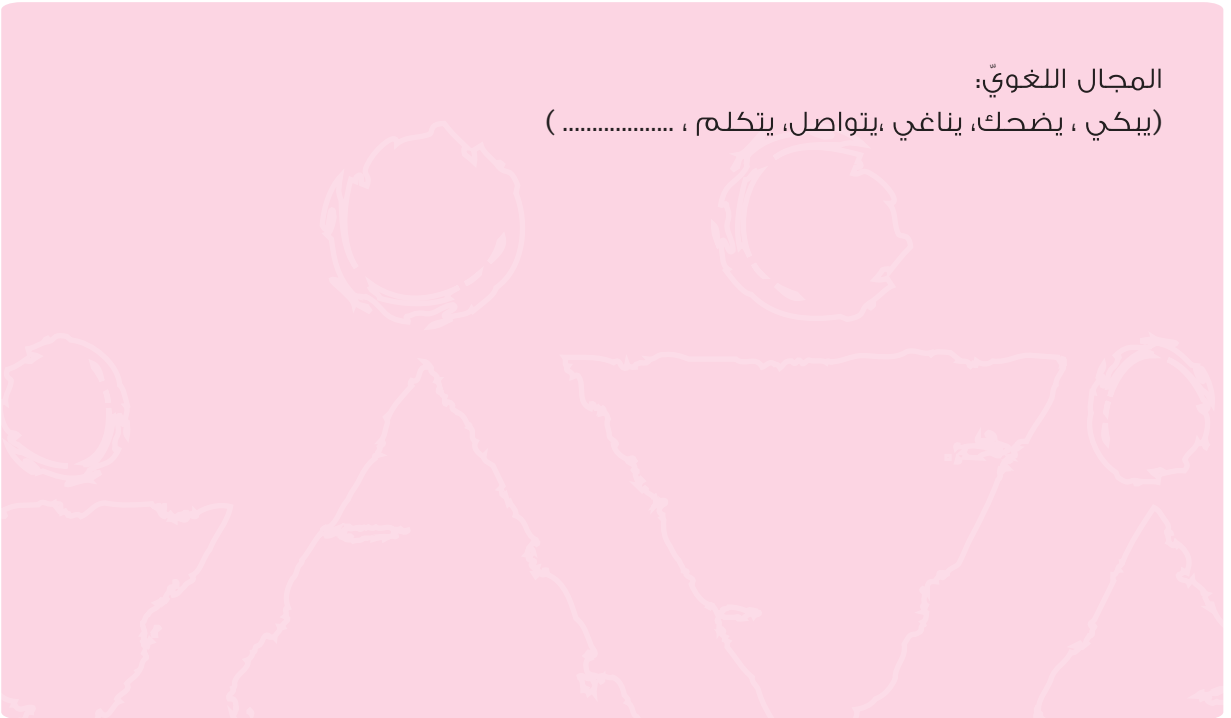 المجال اللغويّ:
(يبكي ، يضحك، يناغي ،يتواصل، يتكلم ، ................... )